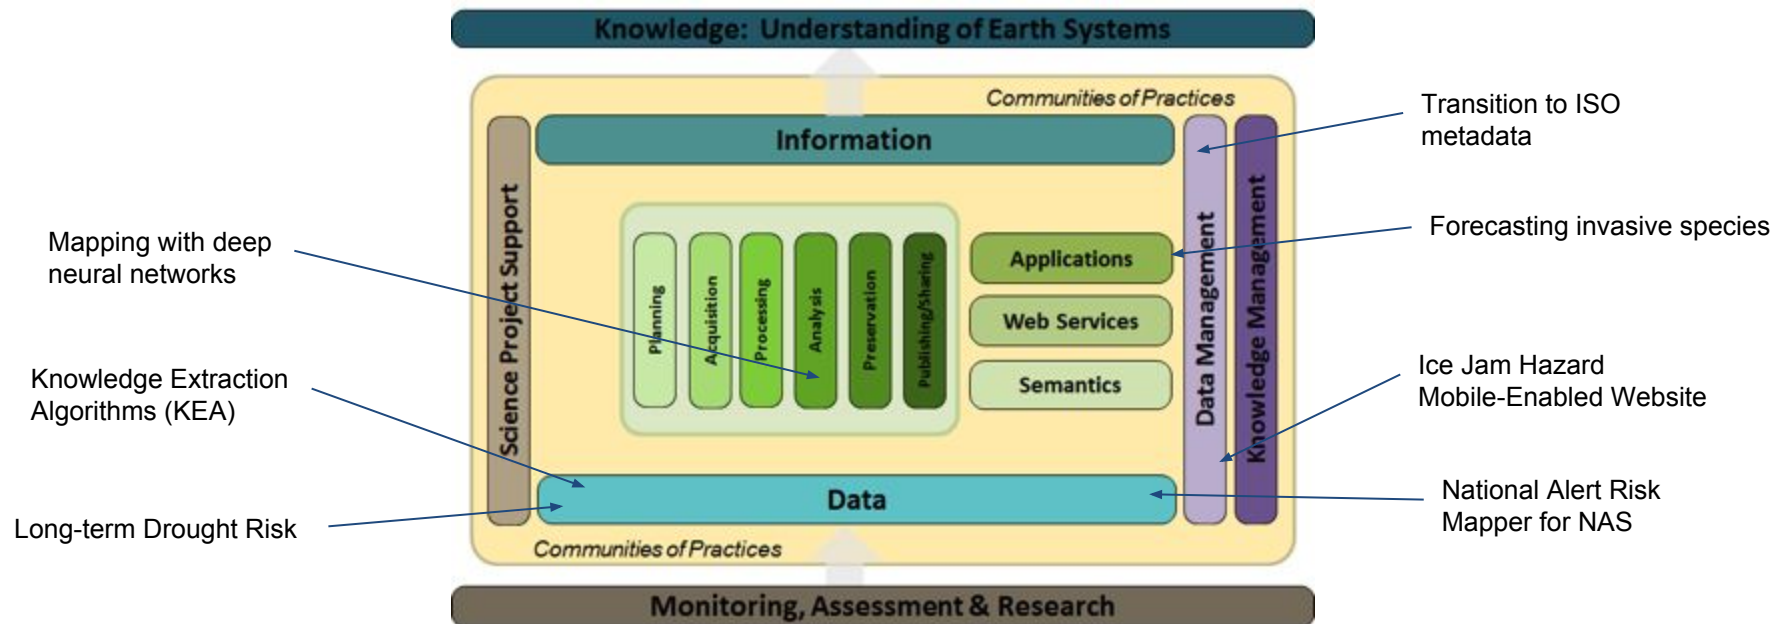 Knowledge: Understanding of Earth Systems
Communities of Practices
Transition to ISO
metadata
Information
Science Project Support
Data Management
Knowledge Management
Mapping with deep
neural networks
Forecasting invasive species
Planning
Acquisition
Processing
Analysis
Preservation
Publishing/Sharing
Applications
Web Services
Semantics
Knowledge Extraction
Algorithms (KEA)
Ice Jam Hazard
Mobile-Enabled Website
Data
Long-term Drought Risk
National Alert Risk
Mapper for NAS
Communities of Practices
Monitoring, Assessment & Research